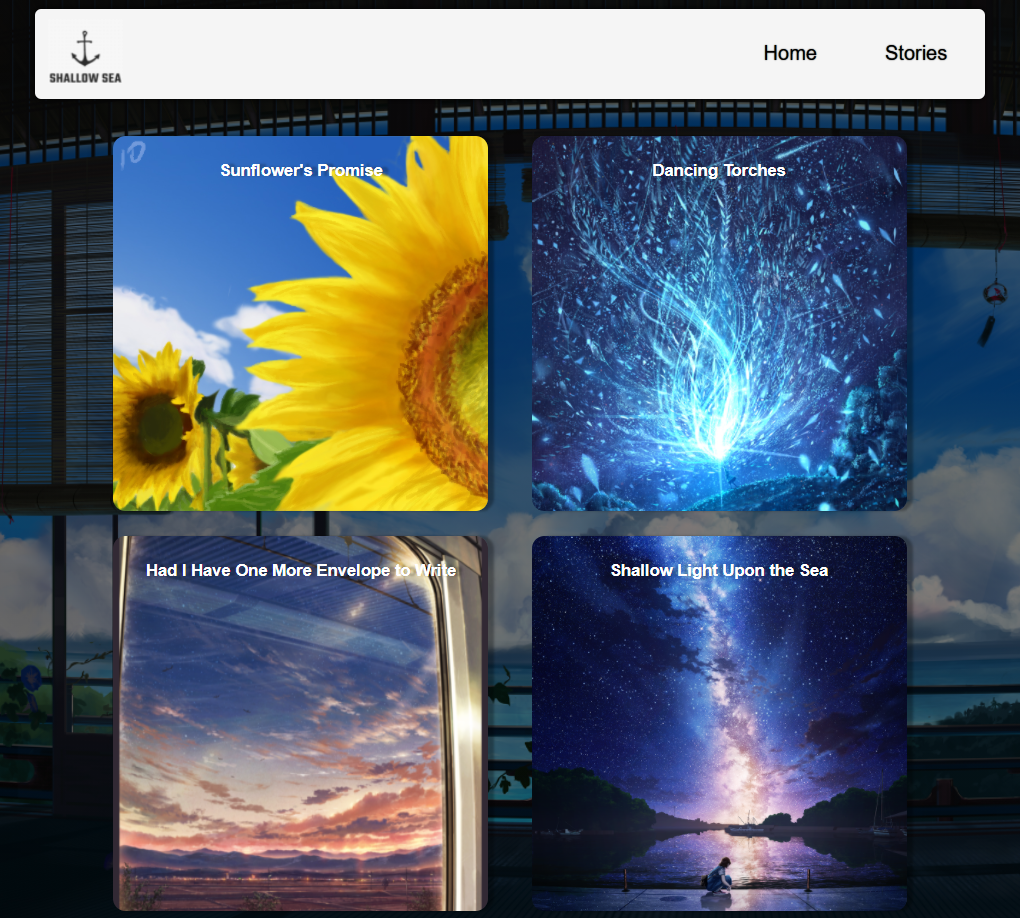 SHALLOW SEA
Home
Stories
10
Sunflower's Promise
Dancing Torches
Had I Have One More Envelope to Write
Shallow Light Upon the Sea